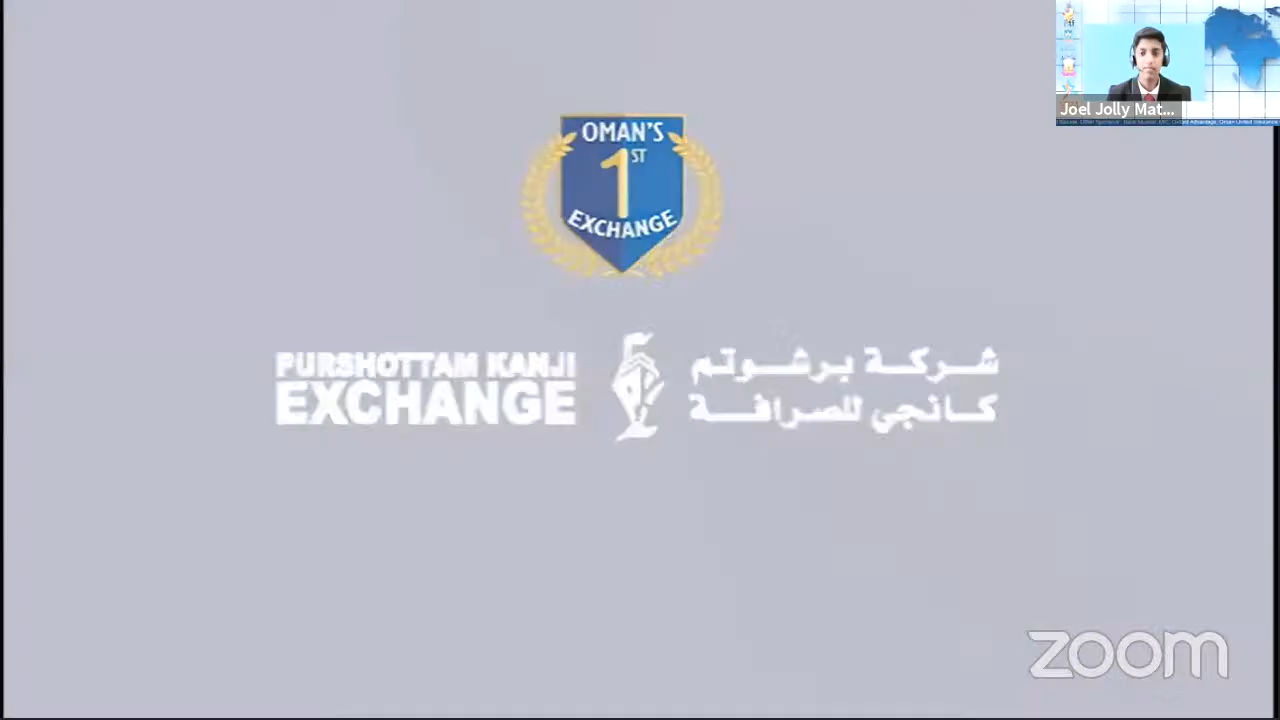 OMAN'S
1ST
EXCHANGE
PURSHOTTAM KANJI
EXCHANGE
شركة برشوتم
كانجي للصرافة
Joel Jolly Mat...
zoom